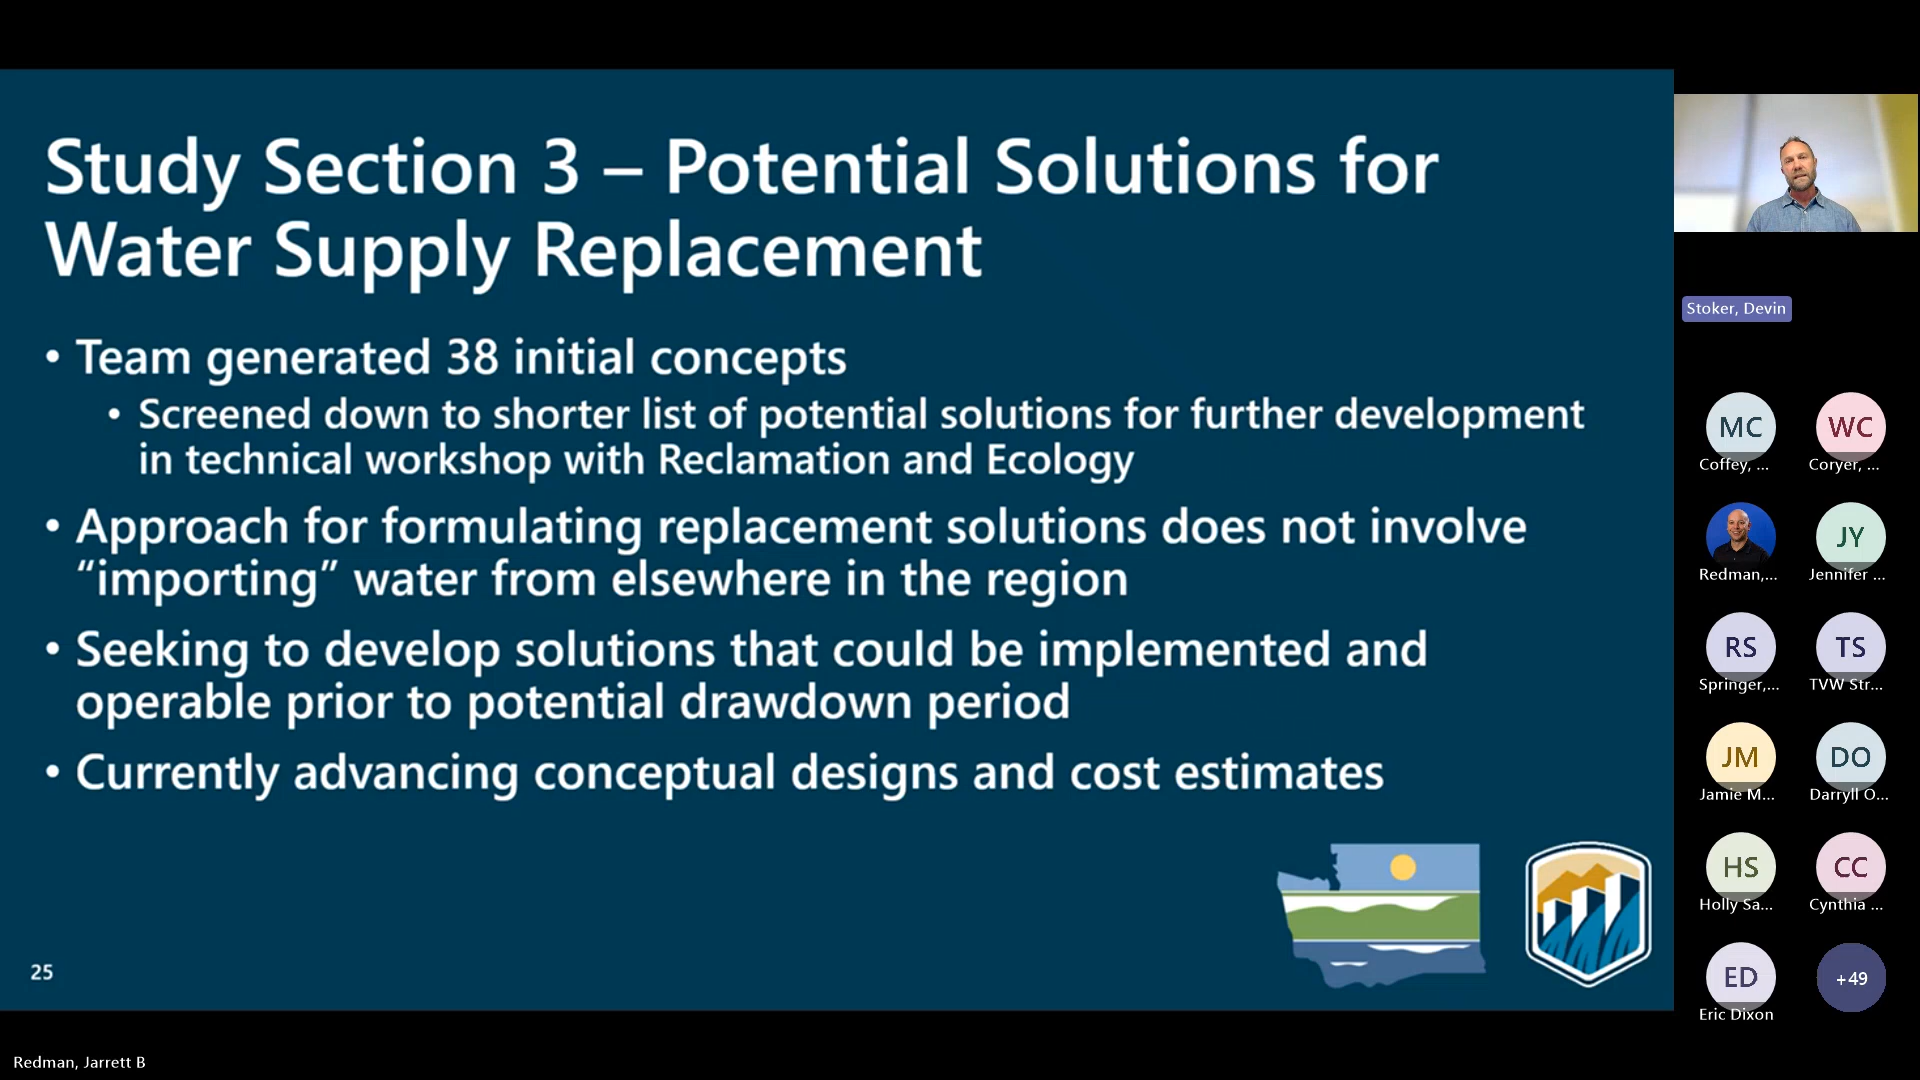 Study Section 3 – Potential Solutions for
Water Supply Replacement
• Team generated 38 initial concepts
• Screened down to shorter list of potential solutions for further development
in technical workshop with Reclamation and Ecology
• Approach for formulating replacement solutions does not involve
“importing” water from elsewhere in the region
• Seeking to develop solutions that could be implemented and
operable prior to potential drawdown period
• Currently advancing conceptual designs and cost estimates
25
Stoker, Devin
MC
WC
Coffey, ...
Coryer, ...
JY
Redman,...
Jennifer ...
RS
TS
Springer,...
TVW Str...
JM
DO
Jamie M...
Darryll O...
HS
CC
Holly Sa...
Cynthia ...
ED
+49
Eric Dixon
Redman, Jarrett B